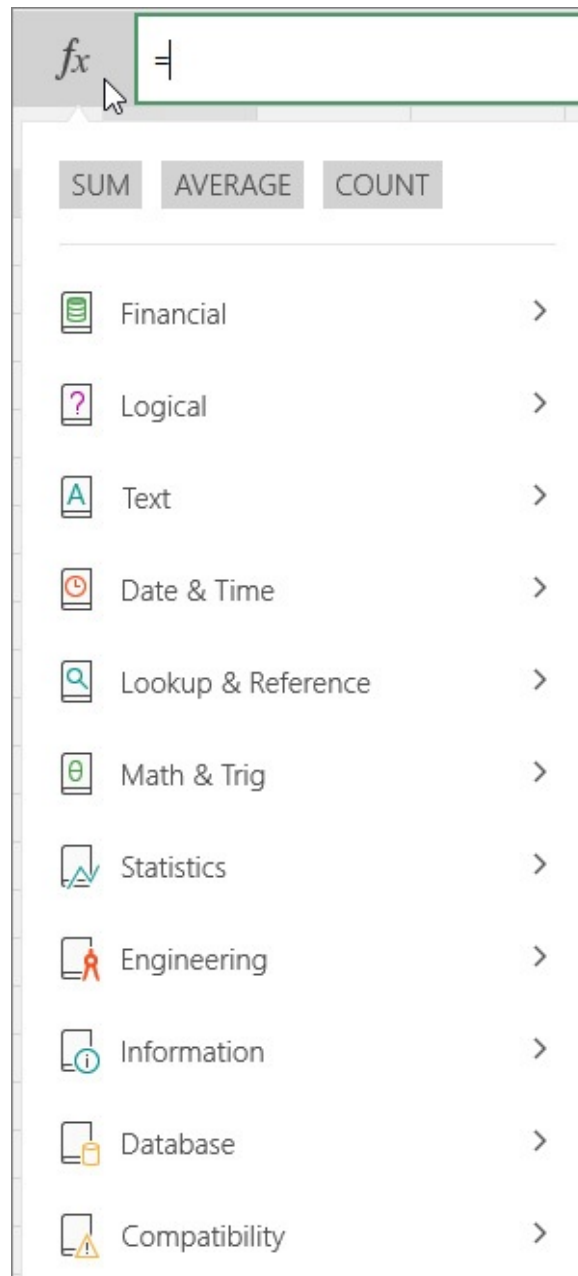 fx =
SUM AVERAGE COUNT
Financial
Logical
Text
Date & Time
Lookup & Reference
Math & Trig
Statistics
Engineering
Information
Database
Compatibility